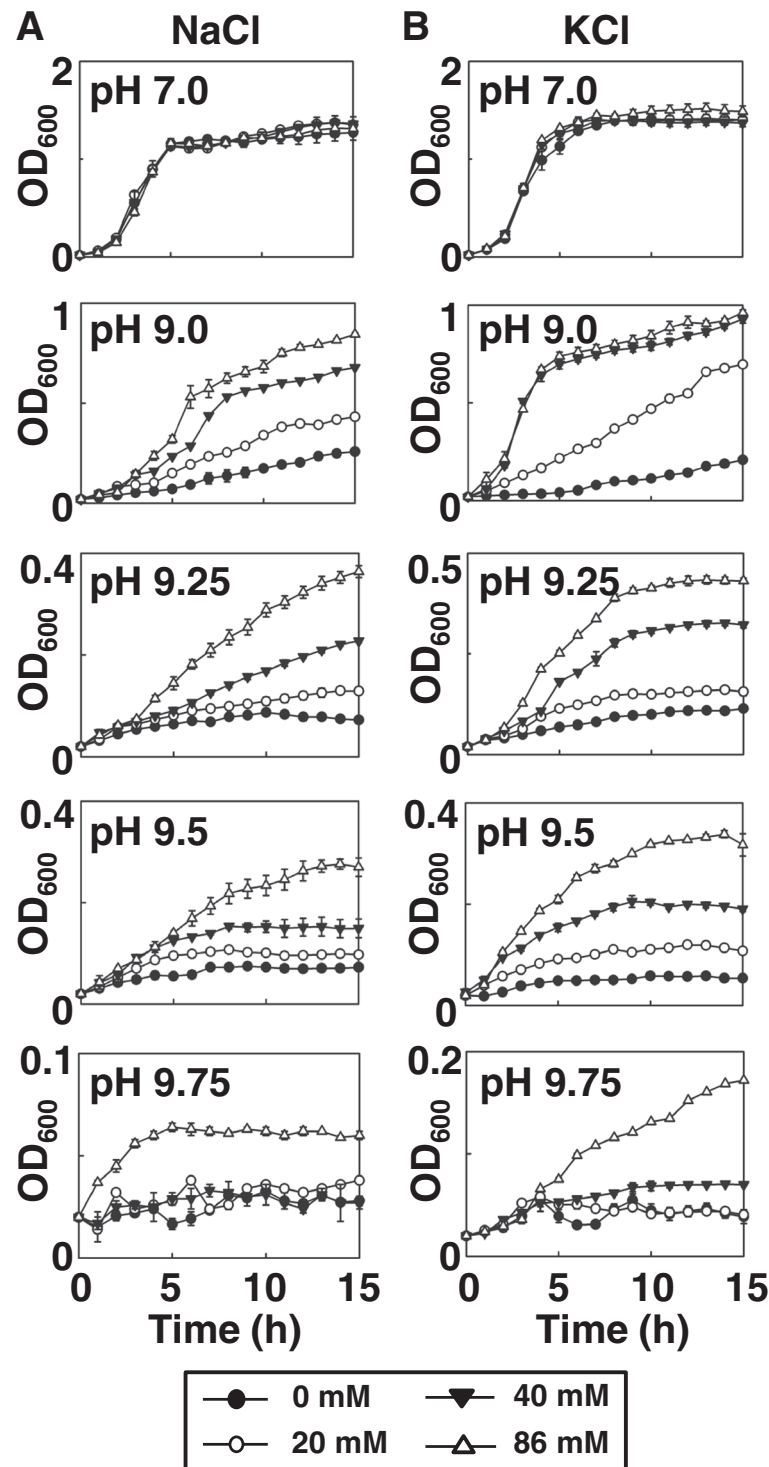 A NaCl
B KCl
2
pH 7.0
OD600
0
2
pH 7.0
OD600
0
1
pH 9.0
OD600
0
1
pH 9.0
OD600
0
0.4
pH 9.25
OD600
0
0.5
pH 9.25
OD600
0
0.4
pH 9.5
OD600
0
0.4
pH 9.5
OD600
0
0.1
pH 9.75
OD600
0
0.2
pH 9.75
OD600
0
0 5 10 15
Time (h)
0 5 10 15
Time (h)
0 mM
40 mM
20 mM
86 mM